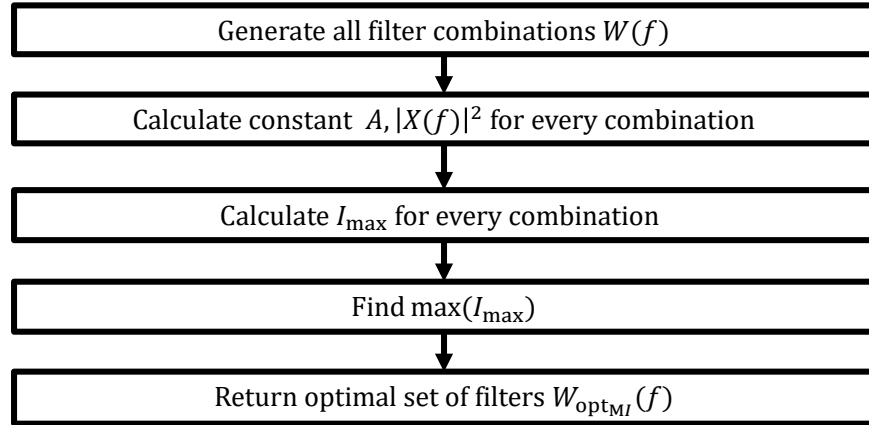 Generate all filter combinations W(f)
Calculate constant A, |X(f)|² for every combination
Calculate I_max for every combination
Find max(I_max)
Return optimal set of filters W_opt_MI(f)